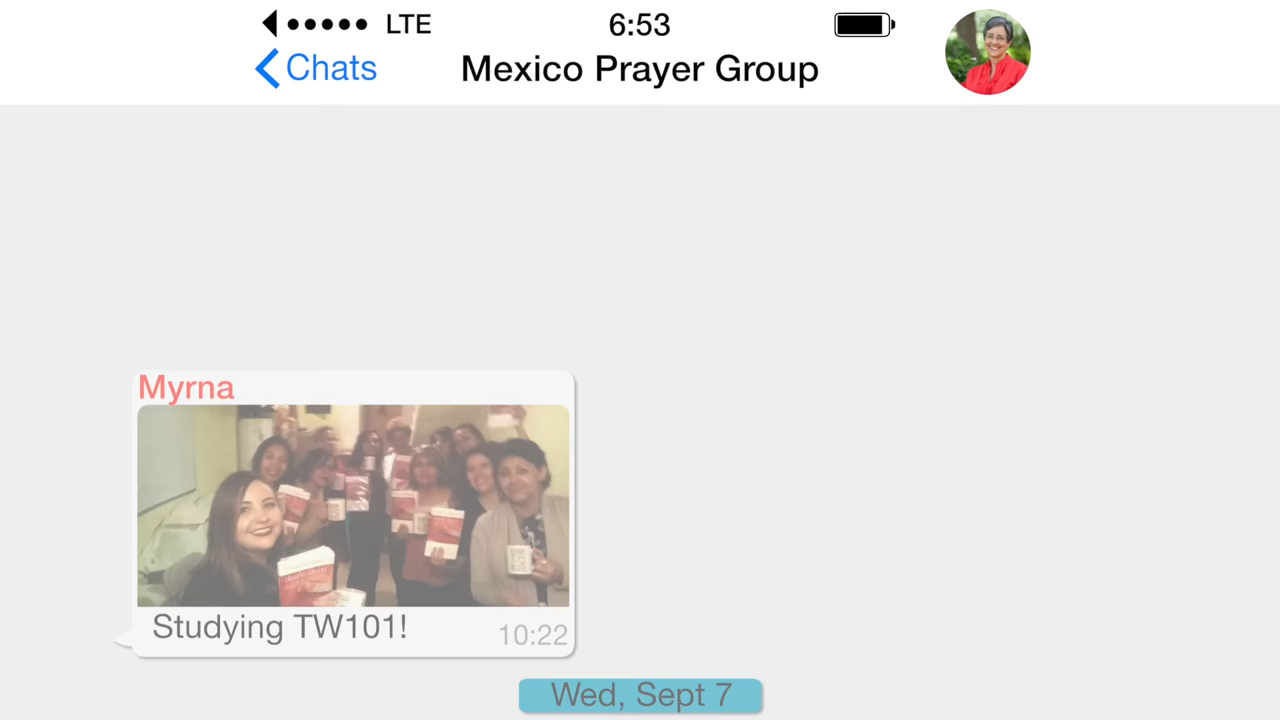 LTE
6:53
Chats
Mexico Prayer Group
Myrna
Studying TW101!
10:22
Wed, Sept 7